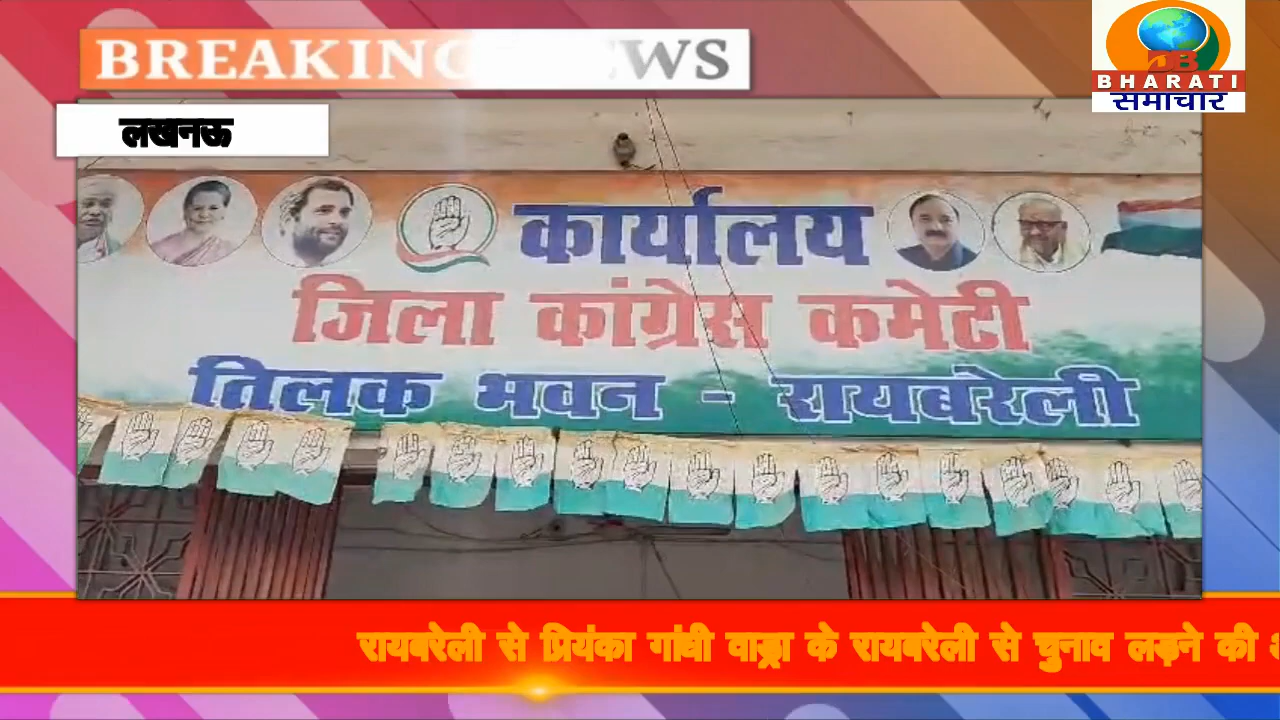 BREAKING NEWS
BHARATI
समाचार
लखनऊ
कार्यालय
जिला कांग्रेस कमेटी
तिलक भवन - रायबरेली
रायबरेली से प्रियंका गांधी वाड्रा के रायबरेली से चुनाव लड़ने की